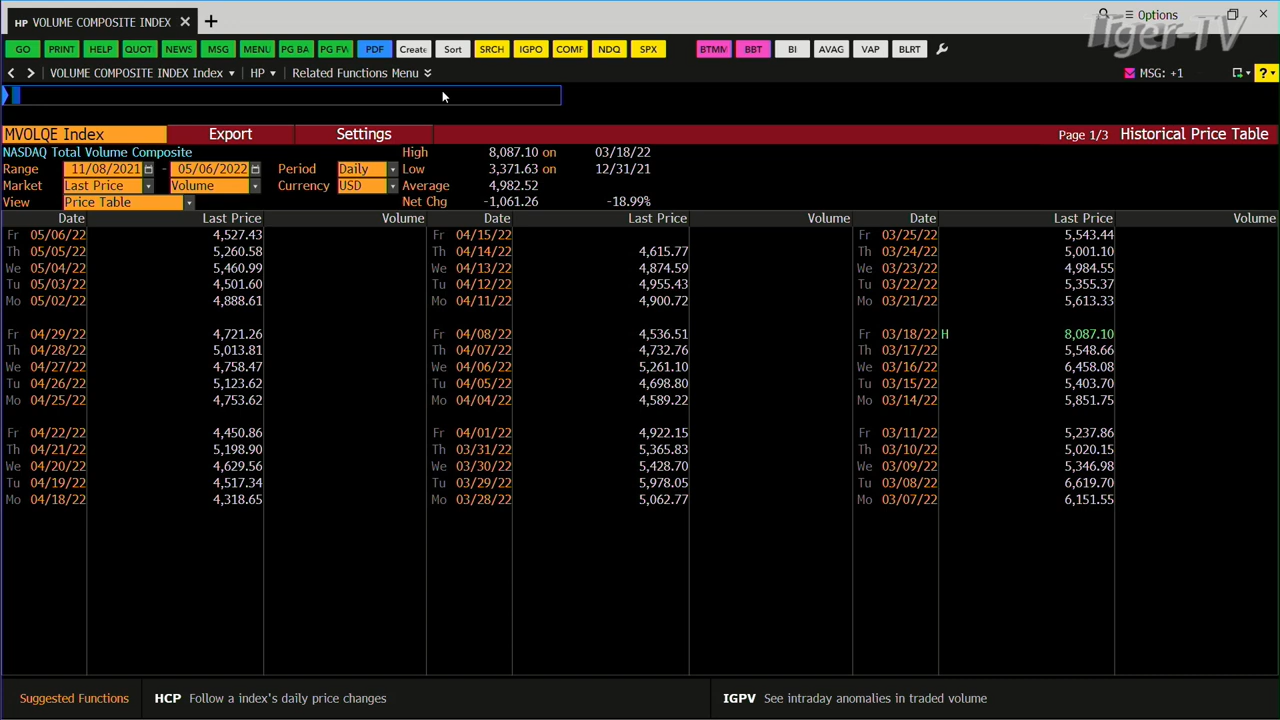 HP VOLUME COMPOSITE INDEX ✕ +
Options
Tiger-TV
GO PRINT HELP QUOT NEWS MSG MENU PG BA PG FW PDF Create Sort SRCH IGPO COMF NDQ SPX BTMM BBT BI AVAG VAP BLRT
VOLUME COMPOSITE INDEX Index HP Related Functions Menu MSG: +1 ?
MVOLQE Index Export Settings Page 1/3 Historical Price Table
NASDAQ Total Volume Composite High 8,087.10 on 03/18/22
Range 11/08/2021 - 05/06/2022 Period Daily Low 3,371.63 on 12/31/21
Market Last Price Volume Currency USD Average 4,982.52
View Price Table Net Chg -1,061.26 -18.99%
Date Last Price Volume Date Last Price Volume Date Last Price Volume
Fr 05/06/22 4,527.43 Fr 04/15/22 Fr 03/25/22 5,543.44
Th 05/05/22 5,260.58 Th 04/14/22 4,615.77 Th 03/24/22 5,001.10
We 05/04/22 5,460.99 We 04/13/22 4,874.59 We 03/23/22 4,984.55
Tu 05/03/22 4,501.60 Tu 04/12/22 4,955.43 Tu 03/22/22 5,355.37
Mo 05/02/22 4,888.61 Mo 04/11/22 4,900.72 Mo 03/21/22 5,613.33
Fr 04/29/22 4,721.26 Fr 04/08/22 4,536.51 Fr 03/18/22 H 8,087.10
Th 04/28/22 5,013.81 Th 04/07/22 4,732.76 Th 03/17/22 5,548.66
We 04/27/22 4,758.47 We 04/06/22 5,261.10 We 03/16/22 6,458.08
Tu 04/26/22 5,123.62 Tu 04/05/22 4,698.80 Tu 03/15/22 5,403.70
Mo 04/25/22 4,753.62 Mo 04/04/22 4,589.22 Mo 03/14/22 5,851.75
Fr 04/22/22 4,450.86 Fr 04/01/22 4,922.15 Fr 03/11/22 5,237.86
Th 04/21/22 5,198.90 Th 03/31/22 5,365.83 Th 03/10/22 5,020.15
We 04/20/22 4,629.56 We 03/30/22 5,428.70 We 03/09/22 5,346.98
Tu 04/19/22 4,517.34 Tu 03/29/22 5,978.05 Tu 03/08/22 6,619.70
Mo 04/18/22 4,318.65 Mo 03/28/22 5,062.77 Mo 03/07/22 6,151.55
Suggested Functions HCP Follow a index's daily price changes IGPV See intraday anomalies in traded volume